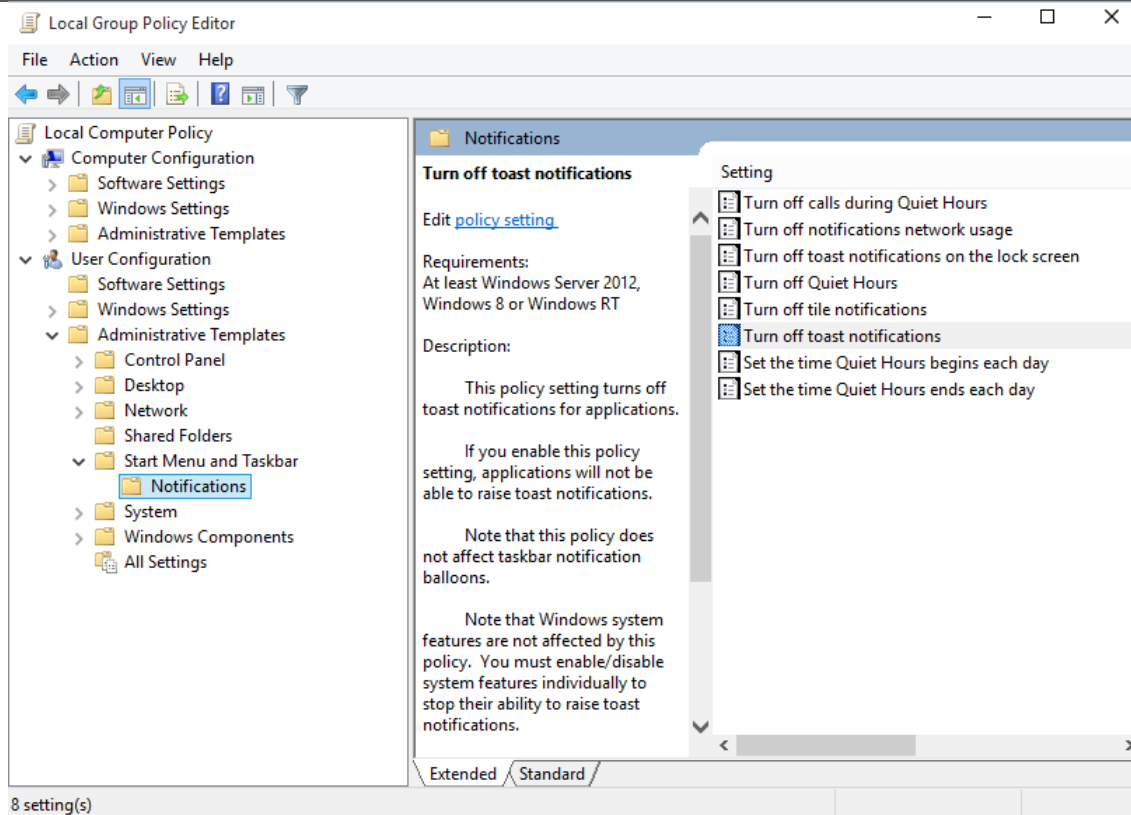 Local Group Policy Editor
File Action View Help
Local Computer Policy
Computer Configuration
Software Settings
Windows Settings
Administrative Templates
User Configuration
Software Settings
Windows Settings
Administrative Templates
Control Panel
Desktop
Network
Shared Folders
Start Menu and Taskbar
Notifications
System
Windows Components
All Settings
Notifications
Turn off toast notifications
Edit policy setting
Requirements:
At least Windows Server 2012,
Windows 8 or Windows RT
Description:
This policy setting turns off
toast notifications for applications.
If you enable this policy
setting, applications will not be
able to raise toast notifications.
Note that this policy does
not affect taskbar notification
balloons.
Note that Windows system
features are not affected by this
policy. You must enable/disable
system features individually to
stop their ability to raise toast
notifications.
Setting
Turn off calls during Quiet Hours
Turn off notifications network usage
Turn off toast notifications on the lock screen
Turn off Quiet Hours
Turn off tile notifications
Turn off toast notifications
Set the time Quiet Hours begins each day
Set the time Quiet Hours ends each day
Extended Standard
8 setting(s)